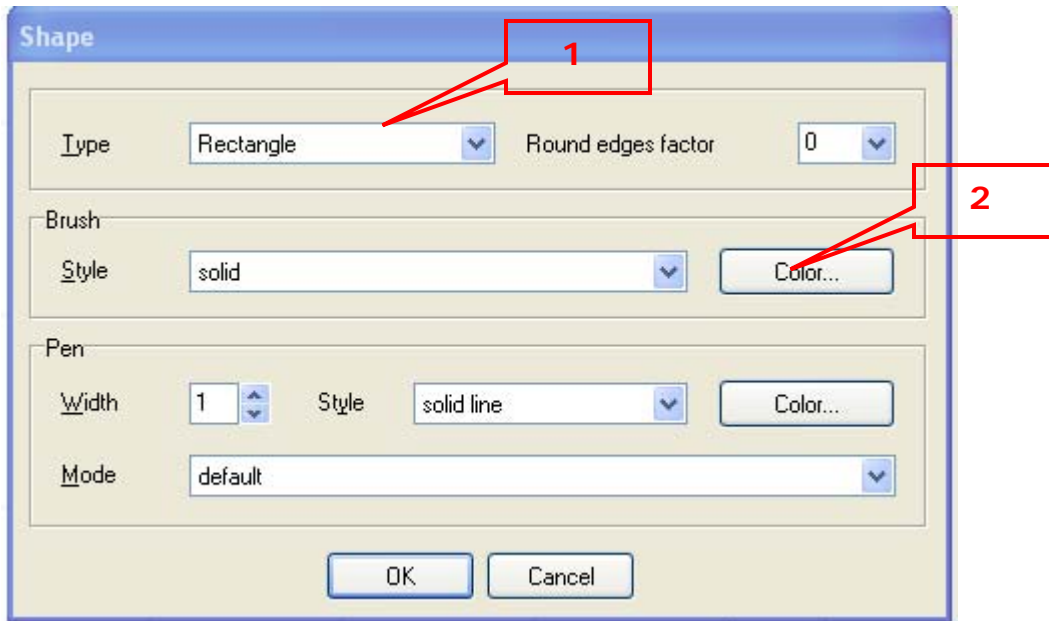 Shape
1
Type Rectangle Round edges factor 0
2
Brush
Style solid Color...
Pen
Width 1 Style solid line Color...
Mode default
OK Cancel